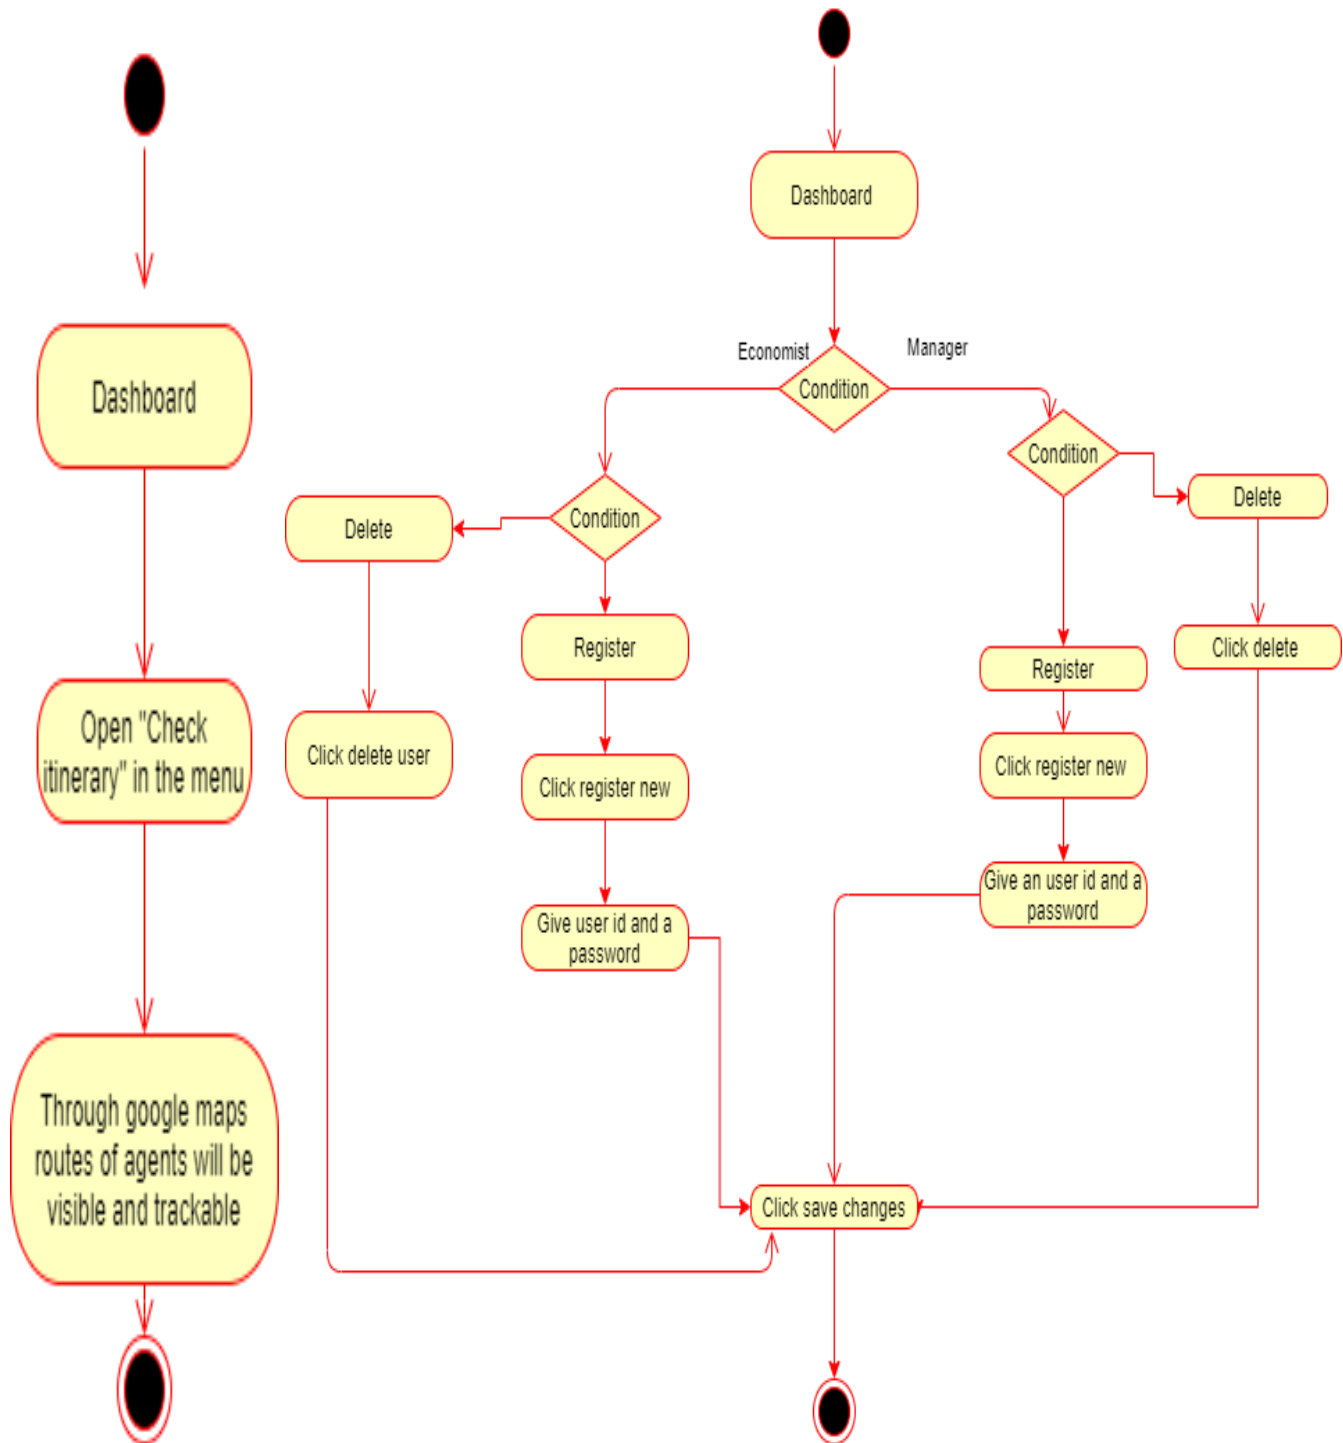 Dashboard
Open "Check
itinerary" in the menu
Through google maps
routes of agents will be
visible and trackable
Dashboard
Economist
Manager
Condition
Condition
Delete
Register
Click delete user
Click register new
Give user id and a
password
Condition
Delete
Click delete
Register
Click register new
Give an user id and a
password
Click save changes